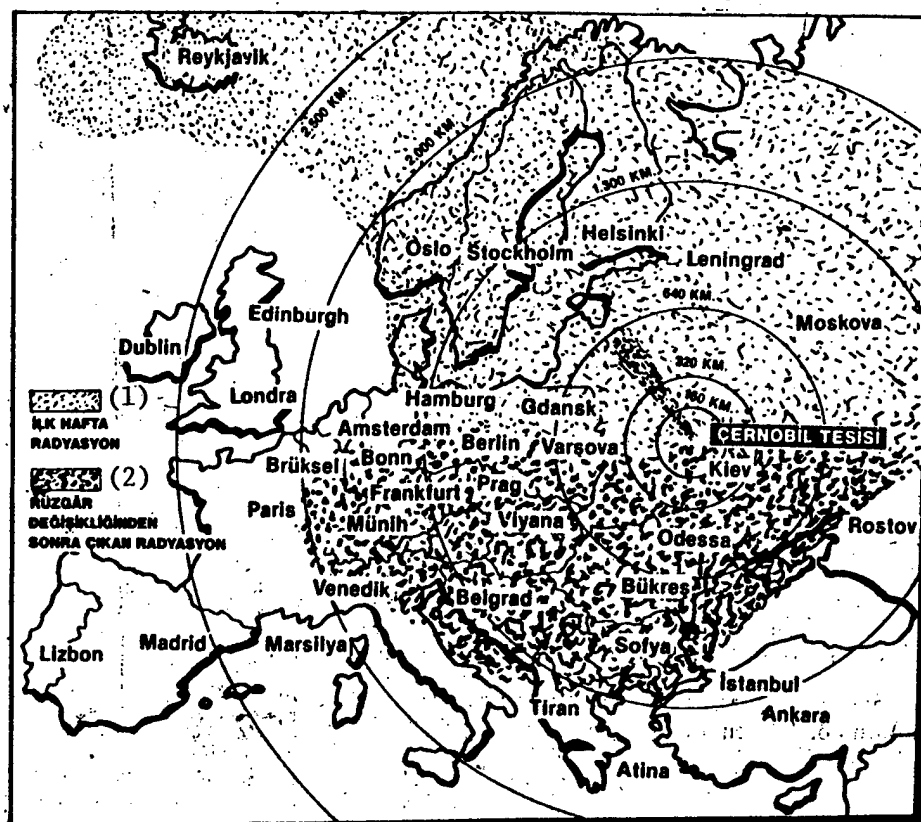 Reykjavik
2.500 KM.
2.000 KM.
1.300 KM.
Oslo
Stockholm
Helsinki
Leningrad
640 KM.
Moskova
Edinburgh
Dublin
320 KM.
160 KM.
Londra
Hamburg
Gdansk
(1)
İLK HAFTA
RADYASYON
Amsterdam
Berlin
Varşova
ÇERNOBİL TESİSİ
Brüksel
Bonn
Kiev
(2)
RÜZGÂR
DEĞİŞİKLİĞİNDEN
SONRA ÇIKAN RADYASYON
Frankfurt
Prag
Paris
Münih
Viyana
Odessa
Rostov
Venedik
Belgrad
Bükreş
Lizbon
Madrid
Marsilya
Sofya
İstanbul
Tiran
Ankara
Atina